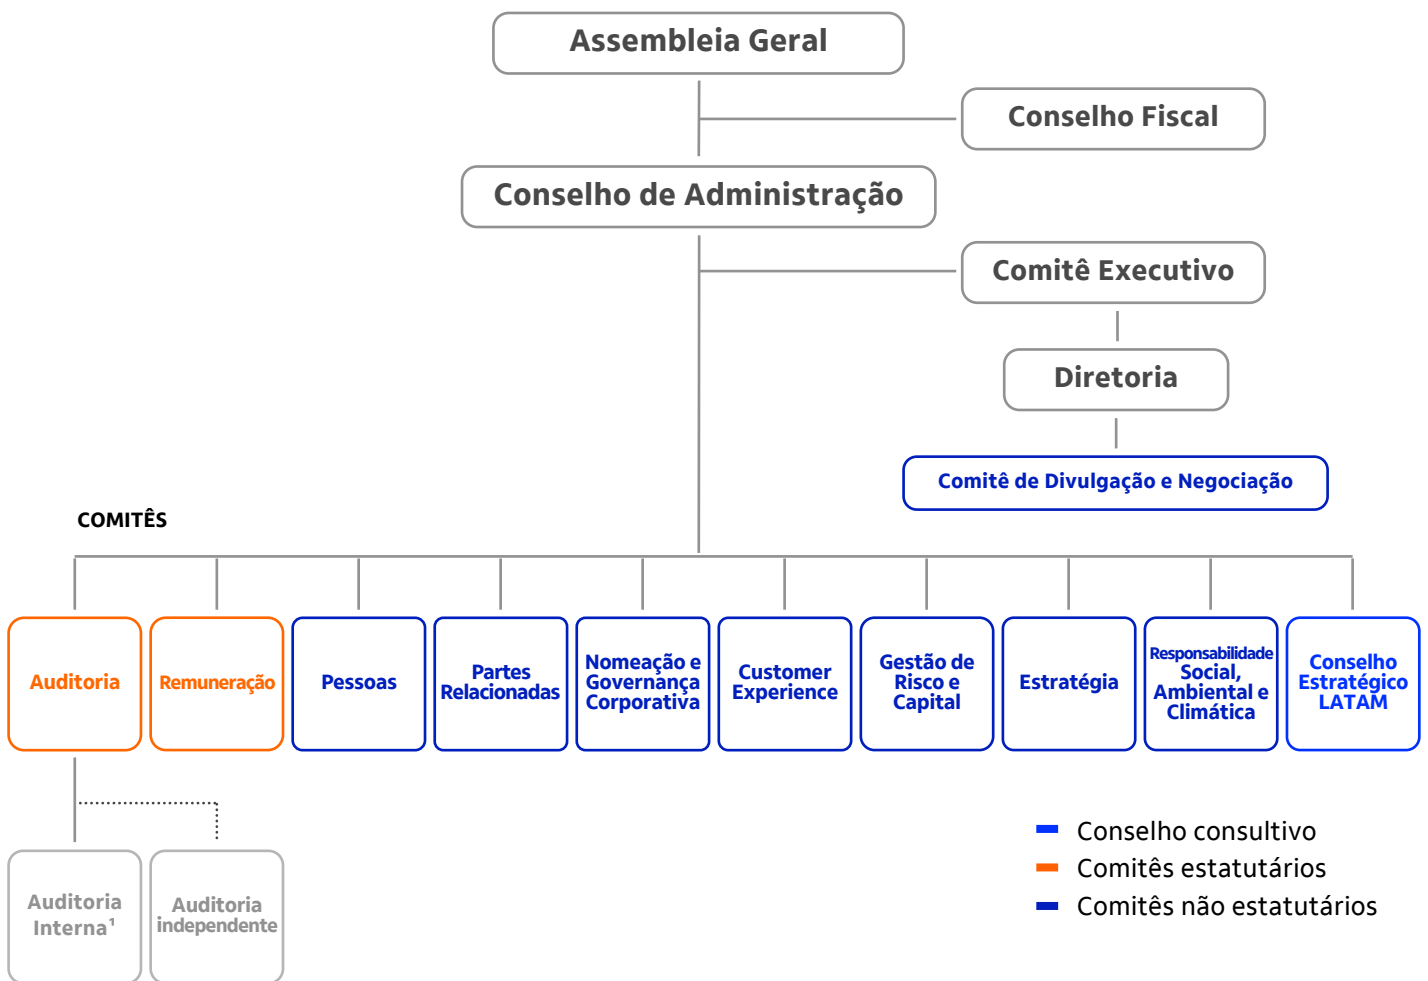 Assembleia Geral
Conselho Fiscal
Conselho de Administração
Comitê Executivo
Diretoria
Comitê de Divulgação e Negociação
COMITÊS
Auditoria
Remuneração
Pessoas
Partes
Relacionadas
Nomeação e
Governança
Corporativa
Customer
Experience
Gestão de
Risco e
Capital
Estratégia
Responsabilidade
Social,
Ambiental e
Climática
Conselho
Estratégico
LATAM
Auditoria
Interna¹
Auditoria
independente
Conselho consultivo
Comitês estatutários
Comitês não estatutários